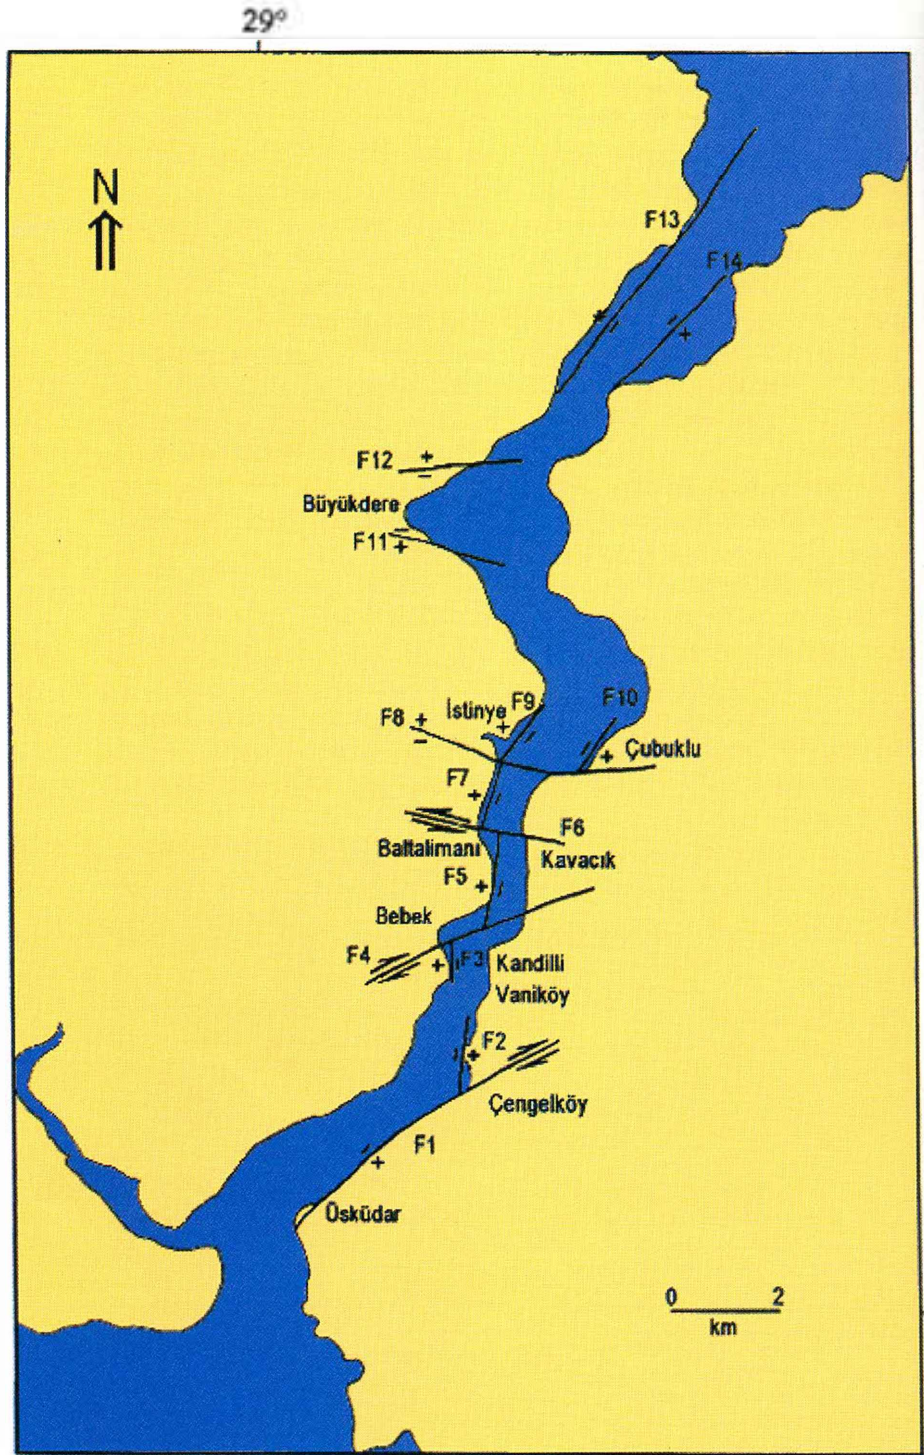 29°
N
F13
F14
F12
+
−
Büyükdere
−
F11
+
F9
F10
İstinye
F8
+
−
+
+
Çubuklu
F7
+
F6
Baltalimanı
Kavacık
F5
+
Bebek
F4
+
F3
Kandilli
Vaniköy
F2
+
Çengelköy
F1
+
Üsküdar
0 2
km